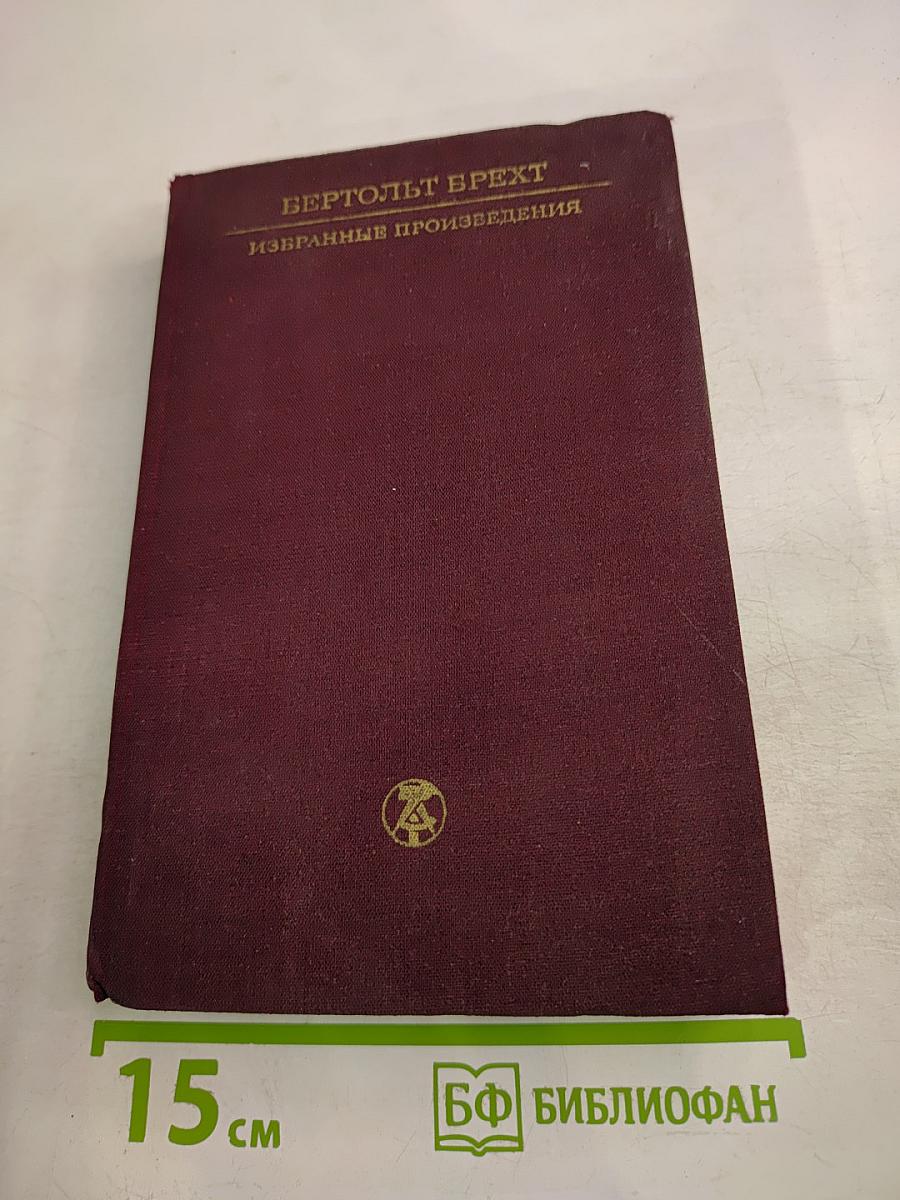 БЕРТОЛЬТ БРЕХТ
ИЗБРАННЫЕ ПРОИЗВЕДЕНИЯ
15 см
БФ БИБЛИОФАН